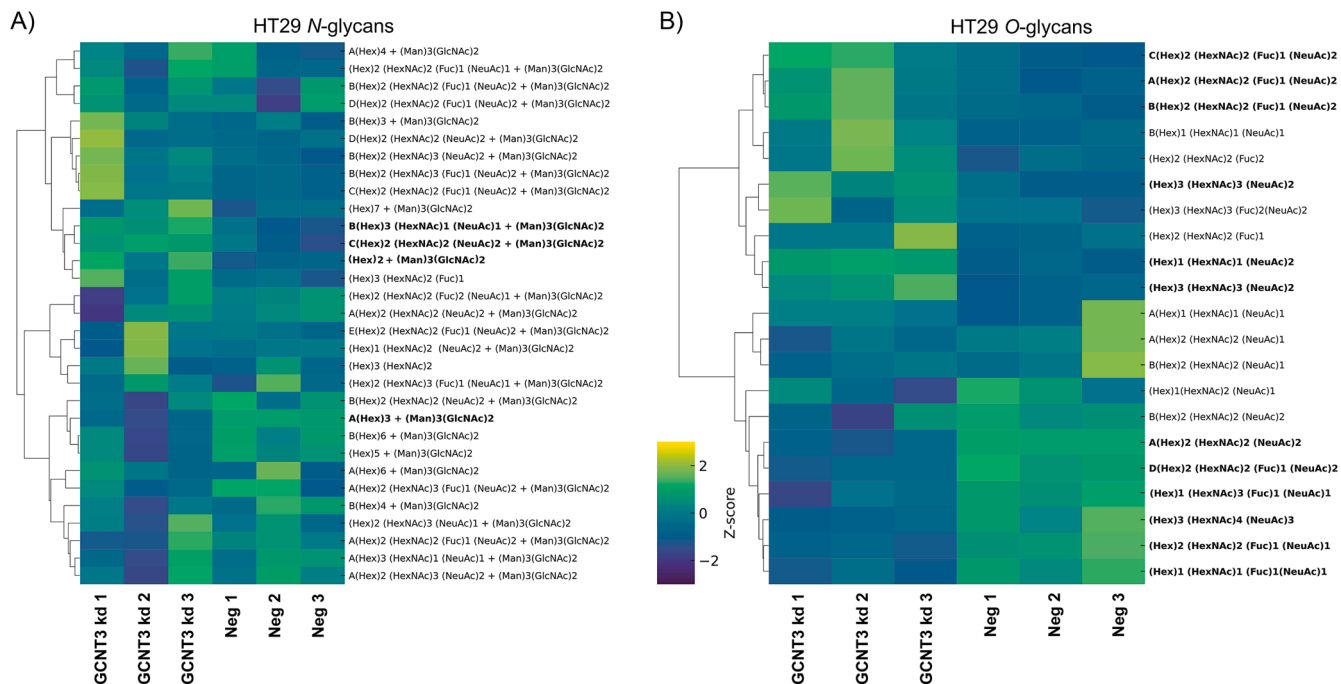 A)
HT29 N-glycans
A(Hex)4 + (Man)3(GlcNAc)2
(Hex)2 (HexNAc)2 (Fuc)1 (NeuAc)1 + (Man)3(GlcNAc)2
B(Hex)2 (HexNAc)2 (Fuc)1 (NeuAc)2 + (Man)3(GlcNAc)2
D(Hex)2 (HexNAc)2 (Fuc)1 (NeuAc)2 + (Man)3(GlcNAc)2
B(Hex)3 + (Man)3(GlcNAc)2
D(Hex)2 (HexNAc)2 (NeuAc)2 + (Man)3(GlcNAc)2
B(Hex)2 (HexNAc)3 (NeuAc)2 + (Man)3(GlcNAc)2
B(Hex)2 (HexNAc)3 (Fuc)1 (NeuAc)2 + (Man)3(GlcNAc)2
C(Hex)2 (HexNAc)2 (Fuc)1 (NeuAc)2 + (Man)3(GlcNAc)2
(Hex)7 + (Man)3(GlcNAc)2
B(Hex)3 (HexNAc)1 (NeuAc)1 + (Man)3(GlcNAc)2
C(Hex)2 (HexNAc)2 (NeuAc)2 + (Man)3(GlcNAc)2
(Hex)2 + (Man)3(GlcNAc)2
(Hex)3 (HexNAc)2 (Fuc)1
(Hex)2 (HexNAc)2 (Fuc)2 (NeuAc)1 + (Man)3(GlcNAc)2
A(Hex)2 (HexNAc)2 (NeuAc)2 + (Man)3(GlcNAc)2
E(Hex)2 (HexNAc)2 (Fuc)1 (NeuAc)2 + (Man)3(GlcNAc)2
(Hex)1 (HexNAc)2 (NeuAc)2 + (Man)3(GlcNAc)2
(Hex)3 (HexNAc)2
(Hex)2 (HexNAc)3 (Fuc)1 (NeuAc)1 + (Man)3(GlcNAc)2
B(Hex)2 (HexNAc)2 (NeuAc)2 + (Man)3(GlcNAc)2
A(Hex)3 + (Man)3(GlcNAc)2
B(Hex)6 + (Man)3(GlcNAc)2
(Hex)5 + (Man)3(GlcNAc)2
A(Hex)6 + (Man)3(GlcNAc)2
A(Hex)2 (HexNAc)3 (Fuc)1 (NeuAc)2 + (Man)3(GlcNAc)2
B(Hex)4 + (Man)3(GlcNAc)2
(Hex)2 (HexNAc)3 (NeuAc)1 + (Man)3(GlcNAc)2
A(Hex)2 (HexNAc)2 (Fuc)1 (NeuAc)2 + (Man)3(GlcNAc)2
A(Hex)3 (HexNAc)1 (NeuAc)1 + (Man)3(GlcNAc)2
A(Hex)2 (HexNAc)3 (NeuAc)2 + (Man)3(GlcNAc)2
GCNT3 kd 1
GCNT3 kd 2
GCNT3 kd 3
Neg 1
Neg 2
Neg 3
2
0
−2
Z-score
B)
HT29 O-glycans
C(Hex)2 (HexNAc)2 (Fuc)1 (NeuAc)2
A(Hex)2 (HexNAc)2 (Fuc)1 (NeuAc)2
B(Hex)2 (HexNAc)2 (Fuc)1 (NeuAc)2
B(Hex)1 (HexNAc)1 (NeuAc)1
(Hex)2 (HexNAc)2 (Fuc)2
(Hex)3 (HexNAc)3 (NeuAc)2
(Hex)3 (HexNAc)3 (Fuc)2(NeuAc)2
(Hex)2 (HexNAc)2 (Fuc)1
(Hex)1 (HexNAc)1 (NeuAc)2
(Hex)3 (HexNAc)3 (NeuAc)2
A(Hex)1 (HexNAc)1 (NeuAc)1
A(Hex)2 (HexNAc)2 (NeuAc)1
B(Hex)2 (HexNAc)2 (NeuAc)1
(Hex)1(HexNAc)2 (NeuAc)1
B(Hex)2 (HexNAc)2 (NeuAc)2
A(Hex)2 (HexNAc)2 (NeuAc)2
D(Hex)2 (HexNAc)2 (Fuc)1 (NeuAc)2
(Hex)1 (HexNAc)3 (Fuc)1 (NeuAc)1
(Hex)3 (HexNAc)4 (NeuAc)3
(Hex)2 (HexNAc)2 (Fuc)1 (NeuAc)1
(Hex)1 (HexNAc)1 (Fuc)1(NeuAc)1
GCNT3 kd 1
GCNT3 kd 2
GCNT3 kd 3
Neg 1
Neg 2
Neg 3